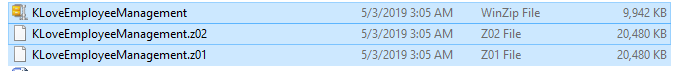 KLoveEmployeeManagement 5/3/2019 3:05 AM WinZip File 9,942 KB
KLoveEmployeeManagement.z02 5/3/2019 3:05 AM Z02 File 20,480 KB
KLoveEmployeeManagement.z01 5/3/2019 3:05 AM Z01 File 20,480 KB